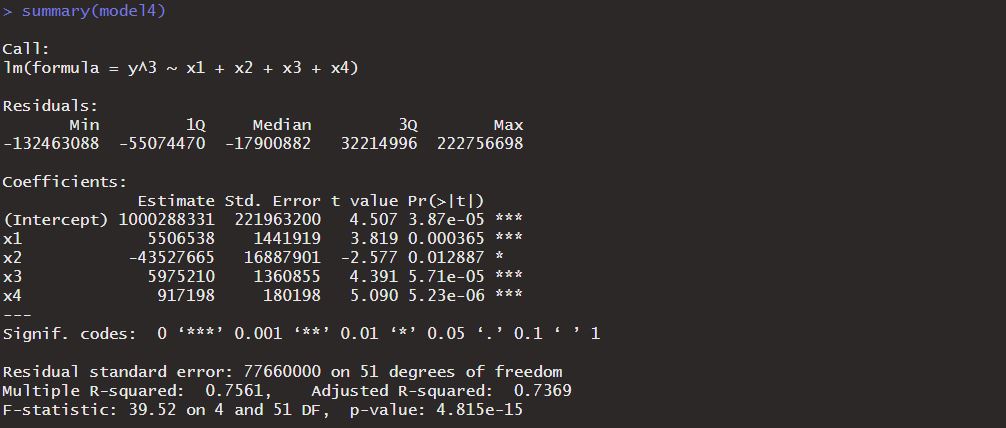 > summary(model4)
Call:
lm(formula = y^3 ~ x1 + x2 + x3 + x4)
Residuals:
Min 1Q Median 3Q Max
-132463088 -55074470 -17900882 32214996 222756698
Coefficients:
Estimate Std. Error t value Pr(>|t|)
(Intercept) 1000288331 221963200 4.507 3.87e-05 ***
x1 5506538 1441919 3.819 0.000365 ***
x2 -43527665 16887901 -2.577 0.012887 *
x3 5975210 1360855 4.391 5.71e-05 ***
x4 917198 180198 5.090 5.23e-06 ***
---
Signif. codes: 0 ‘***’ 0.001 ‘**’ 0.01 ‘*’ 0.05 ‘.’ 0.1 ‘ ’ 1
Residual standard error: 77660000 on 51 degrees of freedom
Multiple R-squared: 0.7561, Adjusted R-squared: 0.7369
F-statistic: 39.52 on 4 and 51 DF, p-value: 4.815e-15